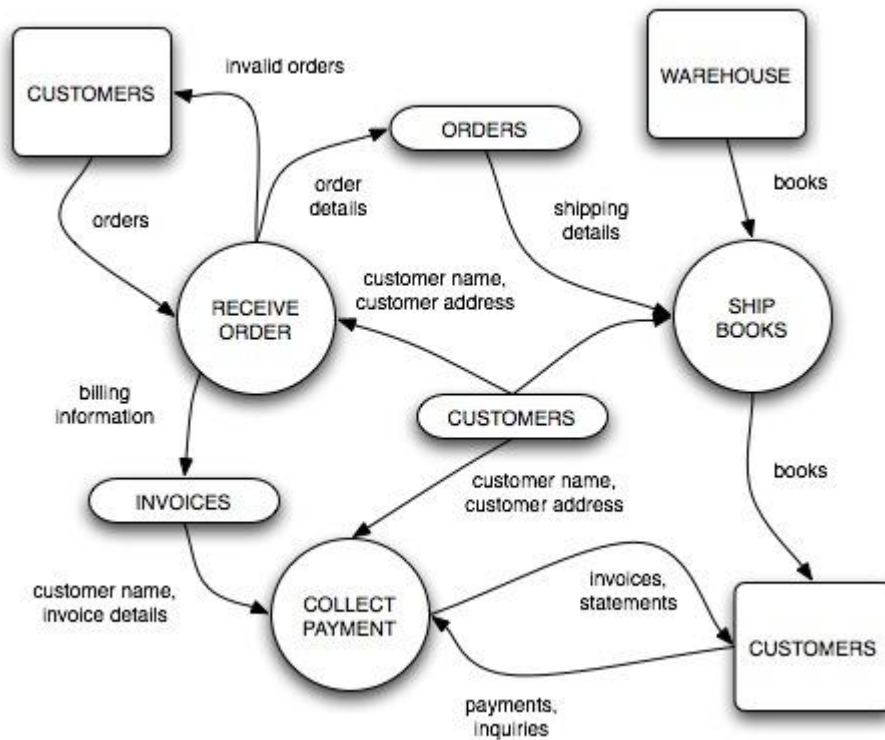 CUSTOMERS
invalid orders
WAREHOUSE
ORDERS
order
details
orders
shipping
details
books
customer name,
customer address
RECEIVE
ORDER
SHIP
BOOKS
billing
information
CUSTOMERS
INVOICES
customer name,
customer address
books
customer name,
invoice details
COLLECT
PAYMENT
invoices,
statements
CUSTOMERS
payments,
inquiries